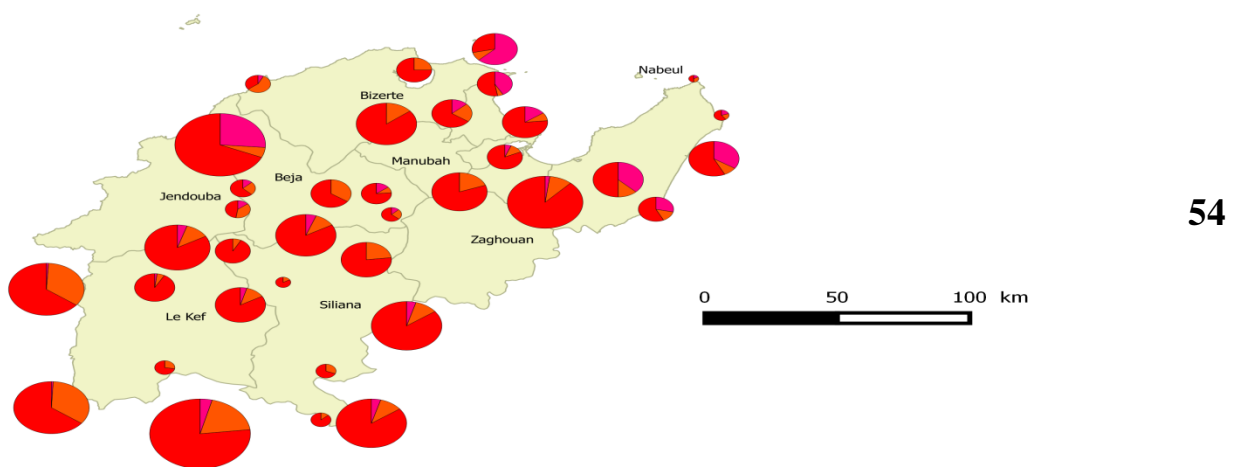 Nabeul
Bizerte
Manubah
Beja
Jendouba
54
Zaghouan
0 50 100 km
Siliana
Le Kef